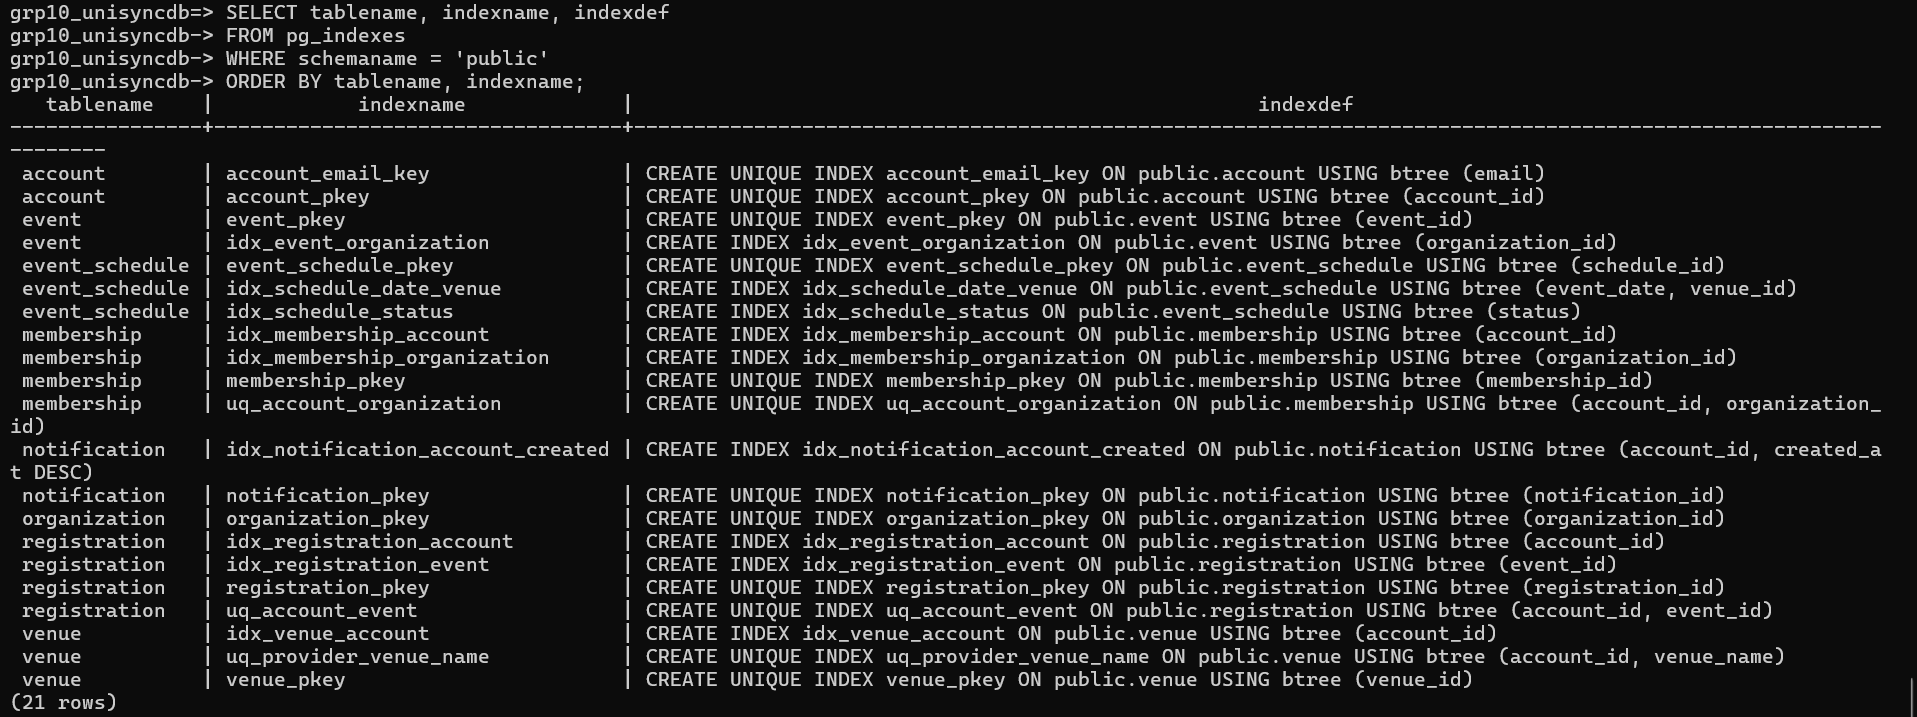 grp10_unisyncdb=> SELECT tablename, indexname, indexdef
grp10_unisyncdb-> FROM pg_indexes
grp10_unisyncdb-> WHERE schemaname = 'public'
grp10_unisyncdb-> ORDER BY tablename, indexname;
   tablename    |            indexname             |                                                    indexdef
----------------+----------------------------------+--------------------------------------------------------------------------------------------------------
--------
 account        | account_email_key                | CREATE UNIQUE INDEX account_email_key ON public.account USING btree (email)
 account        | account_pkey                     | CREATE UNIQUE INDEX account_pkey ON public.account USING btree (account_id)
 event          | event_pkey                       | CREATE UNIQUE INDEX event_pkey ON public.event USING btree (event_id)
 event          | idx_event_organization           | CREATE INDEX idx_event_organization ON public.event USING btree (organization_id)
 event_schedule | event_schedule_pkey              | CREATE UNIQUE INDEX event_schedule_pkey ON public.event_schedule USING btree (schedule_id)
 event_schedule | idx_schedule_date_venue          | CREATE INDEX idx_schedule_date_venue ON public.event_schedule USING btree (event_date, venue_id)
 event_schedule | idx_schedule_status              | CREATE INDEX idx_schedule_status ON public.event_schedule USING btree (status)
 membership     | idx_membership_account           | CREATE INDEX idx_membership_account ON public.membership USING btree (account_id)
 membership     | idx_membership_organization      | CREATE INDEX idx_membership_organization ON public.membership USING btree (organization_id)
 membership     | membership_pkey                  | CREATE UNIQUE INDEX membership_pkey ON public.membership USING btree (membership_id)
 membership     | uq_account_organization          | CREATE UNIQUE INDEX uq_account_organization ON public.membership USING btree (account_id, organization_
id)
 notification   | idx_notification_account_created | CREATE INDEX idx_notification_account_created ON public.notification USING btree (account_id, created_a
t DESC)
 notification   | notification_pkey                | CREATE UNIQUE INDEX notification_pkey ON public.notification USING btree (notification_id)
 organization   | organization_pkey                | CREATE UNIQUE INDEX organization_pkey ON public.organization USING btree (organization_id)
 registration   | idx_registration_account         | CREATE INDEX idx_registration_account ON public.registration USING btree (account_id)
 registration   | idx_registration_event           | CREATE INDEX idx_registration_event ON public.registration USING btree (event_id)
 registration   | registration_pkey                | CREATE UNIQUE INDEX registration_pkey ON public.registration USING btree (registration_id)
 registration   | uq_account_event                 | CREATE UNIQUE INDEX uq_account_event ON public.registration USING btree (account_id, event_id)
 venue          | idx_venue_account                | CREATE INDEX idx_venue_account ON public.venue USING btree (account_id)
 venue          | uq_provider_venue_name           | CREATE UNIQUE INDEX uq_provider_venue_name ON public.venue USING btree (account_id, venue_name)
 venue          | venue_pkey                       | CREATE UNIQUE INDEX venue_pkey ON public.venue USING btree (venue_id)
(21 rows)